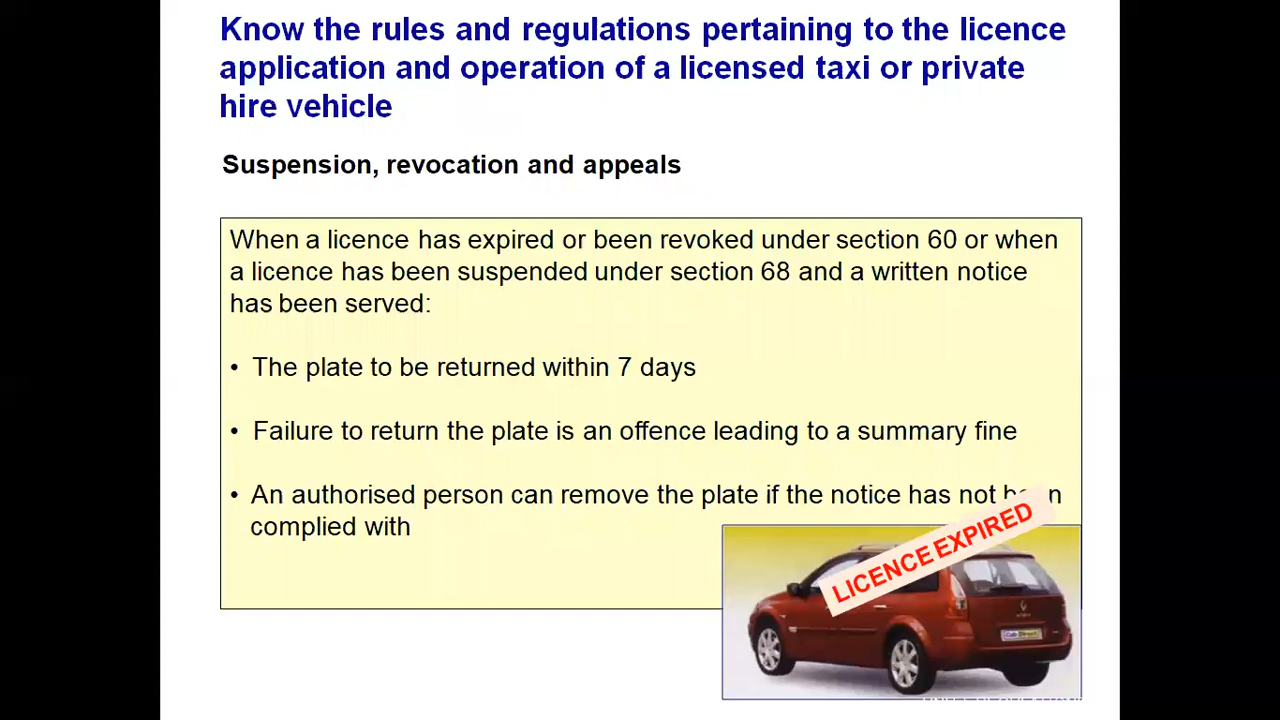 Know the rules and regulations pertaining to the licence
application and operation of a licensed taxi or private
hire vehicle
Suspension, revocation and appeals
When a licence has expired or been revoked under section 60 or when
a licence has been suspended under section 68 and a written notice
has been served:
• The plate to be returned within 7 days
• Failure to return the plate is an offence leading to a summary fine
• An authorised person can remove the plate if the notice has not been
complied with
LICENCE EXPIRED
Cab Direct